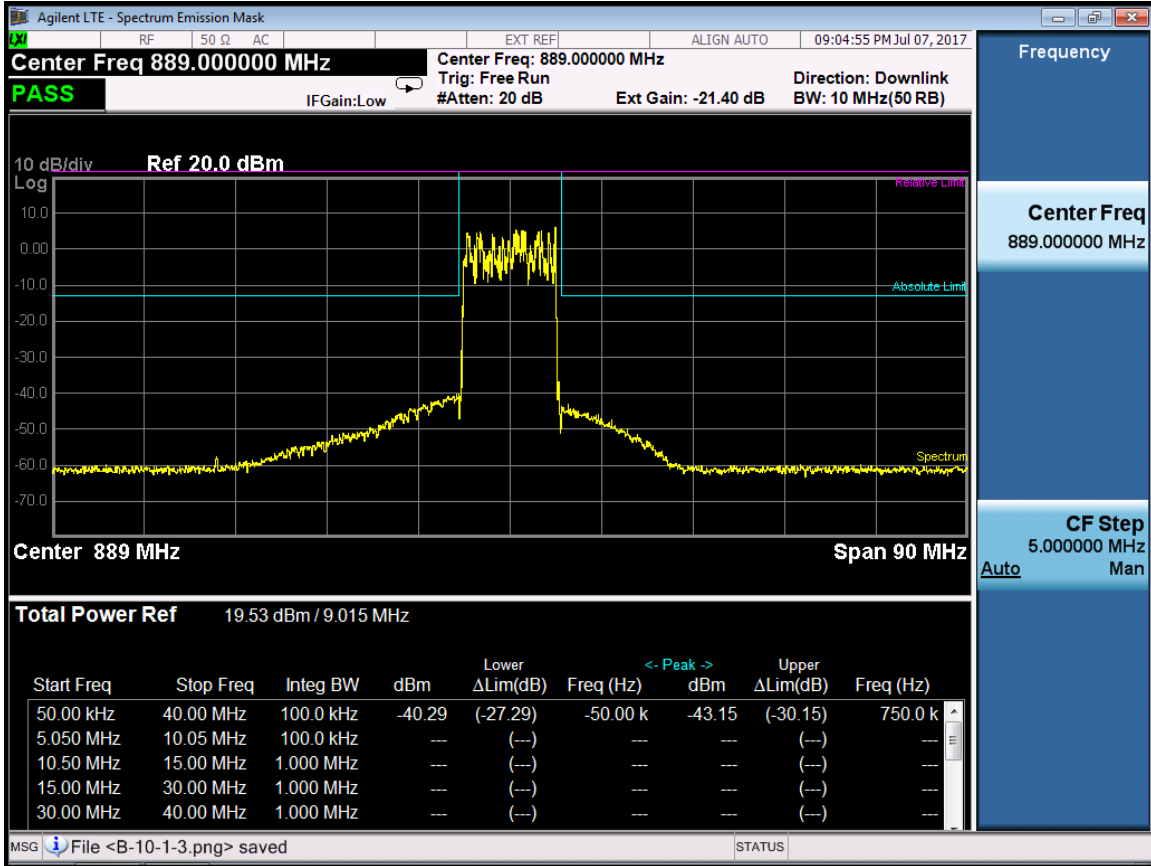 Agilent LTE - Spectrum Emission Mask
LXI RF 50 Ω AC EXT REF ALIGN AUTO 09:04:55 PM Jul 07, 2017
Center Freq 889.000000 MHz
Center Freq: 889.000000 MHz
Trig: Free Run Direction: Downlink
PASS
IFGain:Low #Atten: 20 dB Ext Gain: -21.40 dB BW: 10 MHz(50 RB)
Frequency
Center Freq
889.000000 MHz
CF Step
5.000000 MHz
Auto Man
10 dB/div Ref 20.0 dBm
Log
Relative Limit
10.0
0.00
-10.0
Absolute Limit
-20.0
-30.0
-40.0
-50.0
-60.0
Spectrum
-70.0
Center 889 MHz Span 90 MHz
Total Power Ref 19.53 dBm / 9.015 MHz
Lower <- Peak -> Upper
Start Freq Stop Freq Integ BW dBm ΔLim(dB) Freq (Hz) dBm ΔLim(dB) Freq (Hz)
50.00 kHz 40.00 MHz 100.0 kHz -40.29 (-27.29) -50.00 k -43.15 (-30.15) 750.0 k
5.050 MHz 10.05 MHz 100.0 kHz --- (---) --- --- (---) ---
10.50 MHz 15.00 MHz 1.000 MHz --- (---) --- --- (---) ---
15.00 MHz 30.00 MHz 1.000 MHz --- (---) --- --- (---) ---
30.00 MHz 40.00 MHz 1.000 MHz --- (---) --- --- (---) ---
MSG File <B-10-1-3.png> saved STATUS